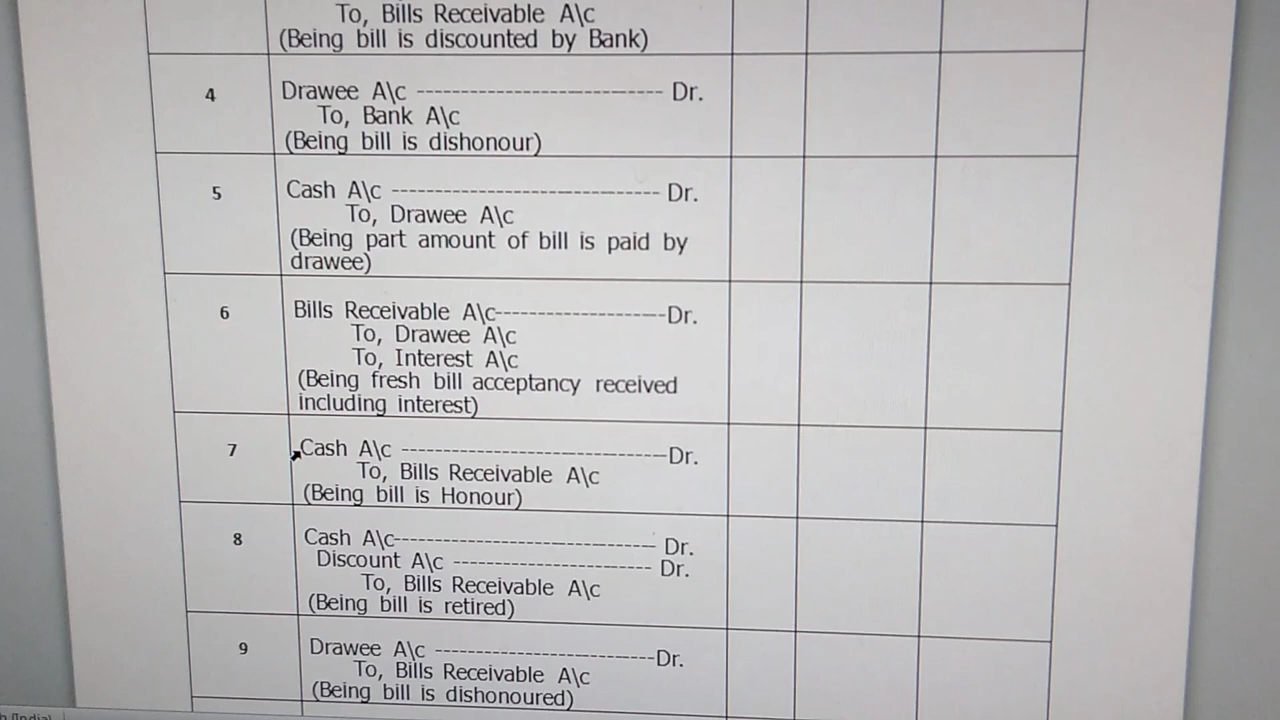 To, Bills Receivable A\c
(Being bill is discounted by Bank)
4
Drawee A\c ---------------------------- Dr.
To, Bank A\c
(Being bill is dishonour)
5
Cash A\c ------------------------------- Dr.
To, Drawee A\c
(Being part amount of bill is paid by
drawee)
6
Bills Receivable A\c--------------------Dr.
To, Drawee A\c
To, Interest A\c
(Being fresh bill acceptancy received
including interest)
7
Cash A\c -------------------------------Dr.
To, Bills Receivable A\c
(Being bill is Honour)
8
Cash A\c------------------------------- Dr.
Discount A\c ----------------------- Dr.
To, Bills Receivable A\c
(Being bill is retired)
9
Drawee A\c --------------------------Dr.
To, Bills Receivable A\c
(Being bill is dishonoured)
(India)